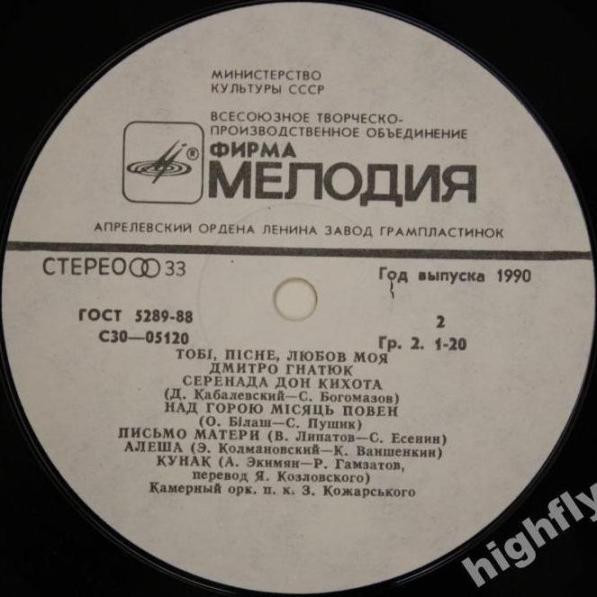 МИНИСТЕРСТВО
КУЛЬТУРЫ СССР
ВСЕСОЮЗНОЕ ТВОРЧЕСКО-
ПРОИЗВОДСТВЕННОЕ ОБЪЕДИНЕНИЕ
®
ФИРМА
МЕЛОДИЯ
АПРЕЛЕВСКИЙ ОРДЕНА ЛЕНИНА ЗАВОД ГРАМПЛАСТИНОК
СТЕРЕО 33
Год выпуска 1990
ГОСТ 5289-88
2
С30—05120
Гр. 2. 1-20
ТОБІ, ПІСНЕ, ЛЮБОВ МОЯ
ДМИТРО ГНАТЮК
СЕРЕНАДА ДОН КИХОТА
(Д. Кабалевский—С. Богомазов)
НАД ГОРОЮ МІСЯЦЬ ПОВЕН
(О. Білаш—С. Пушик)
ПИСЬМО МАТЕРИ (В. Липатов—С. Есенин)
АЛЕША (Э. Колмановский—К. Ваншенкин)
КУНАК (А. Экимян—Р. Гамзатов,
перевод Я. Козловского)
Камерный орк. п. к. З. Кожарського
highfly